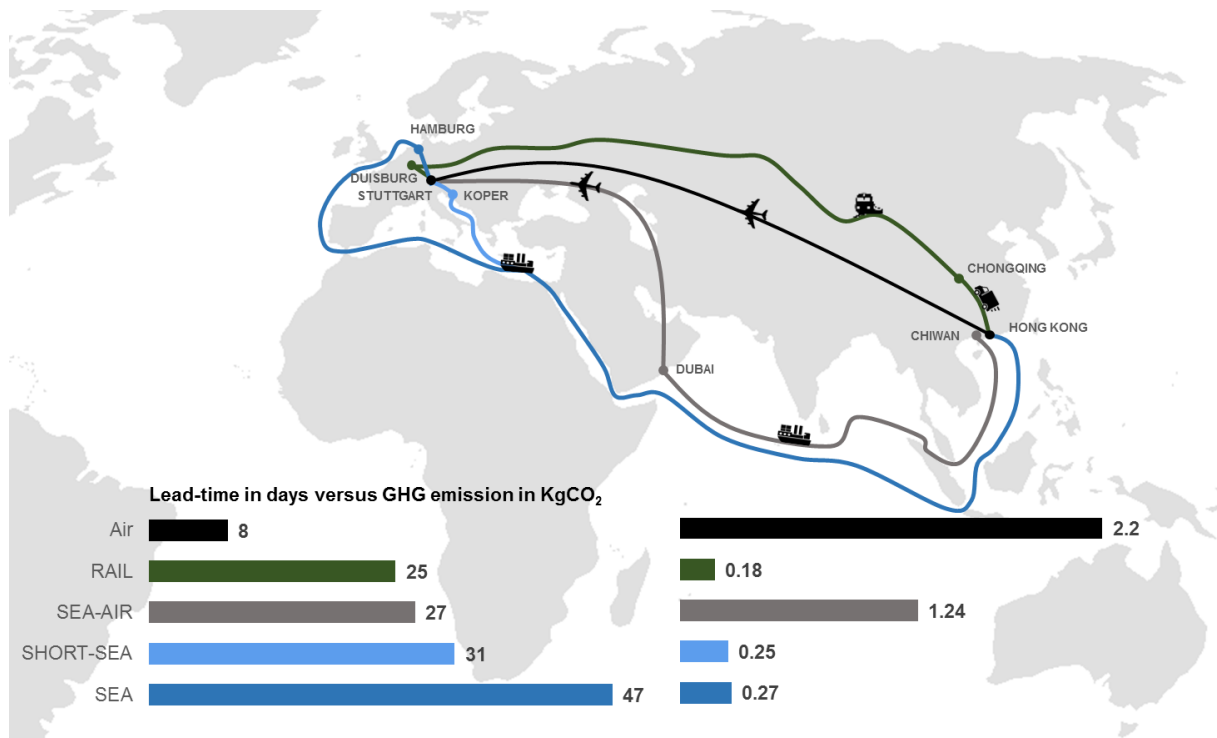 HAMBURG
DUISBURG
STUTTGART
KOPER
CHONGQING
HONG KONG
CHIWAN
DUBAI
Lead-time in days versus GHG emission in KgCO₂
Air 8 2.2
RAIL 25 0.18
SEA-AIR 27 1.24
SHORT-SEA 31 0.25
SEA 47 0.27